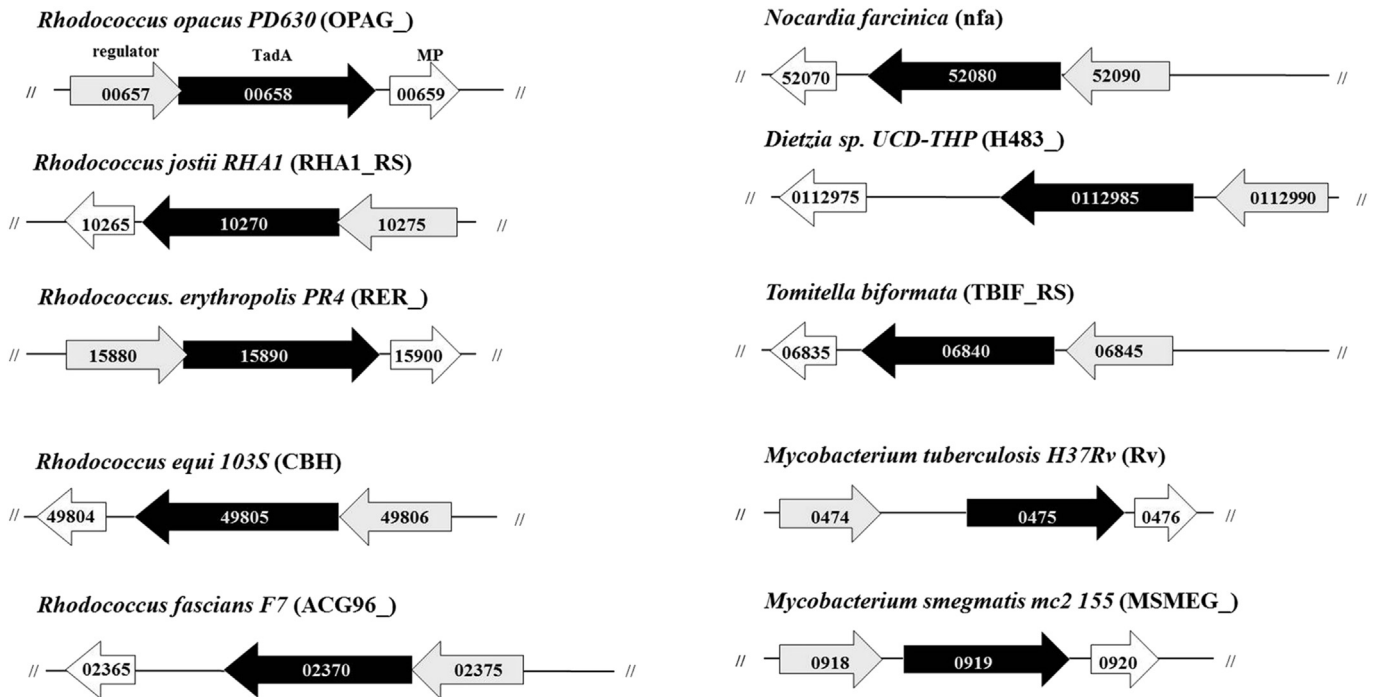 Rhodococcus opacus PD630 (OPAG_)
regulator TadA MP
// 00657 00658 00659 //
Rhodococcus jostii RHA1 (RHA1_RS)
// 10265 10270 10275 //
Rhodococcus. erythropolis PR4 (RER_)
// 15880 15890 15900 //
Rhodococcus equi 103S (CBH)
// 49804 49805 49806 //
Rhodococcus fascians F7 (ACG96_)
// 02365 02370 02375 //
Nocardia farcinica (nfa)
// 52070 52080 52090 //
Dietzia sp. UCD-THP (H483_)
// 0112975 0112985 0112990 //
Tomitella biformata (TBIF_RS)
// 06835 06840 06845 //
Mycobacterium tuberculosis H37Rv (Rv)
// 0474 0475 0476 //
Mycobacterium smegmatis mc2 155 (MSMEG_)
// 0918 0919 0920 //